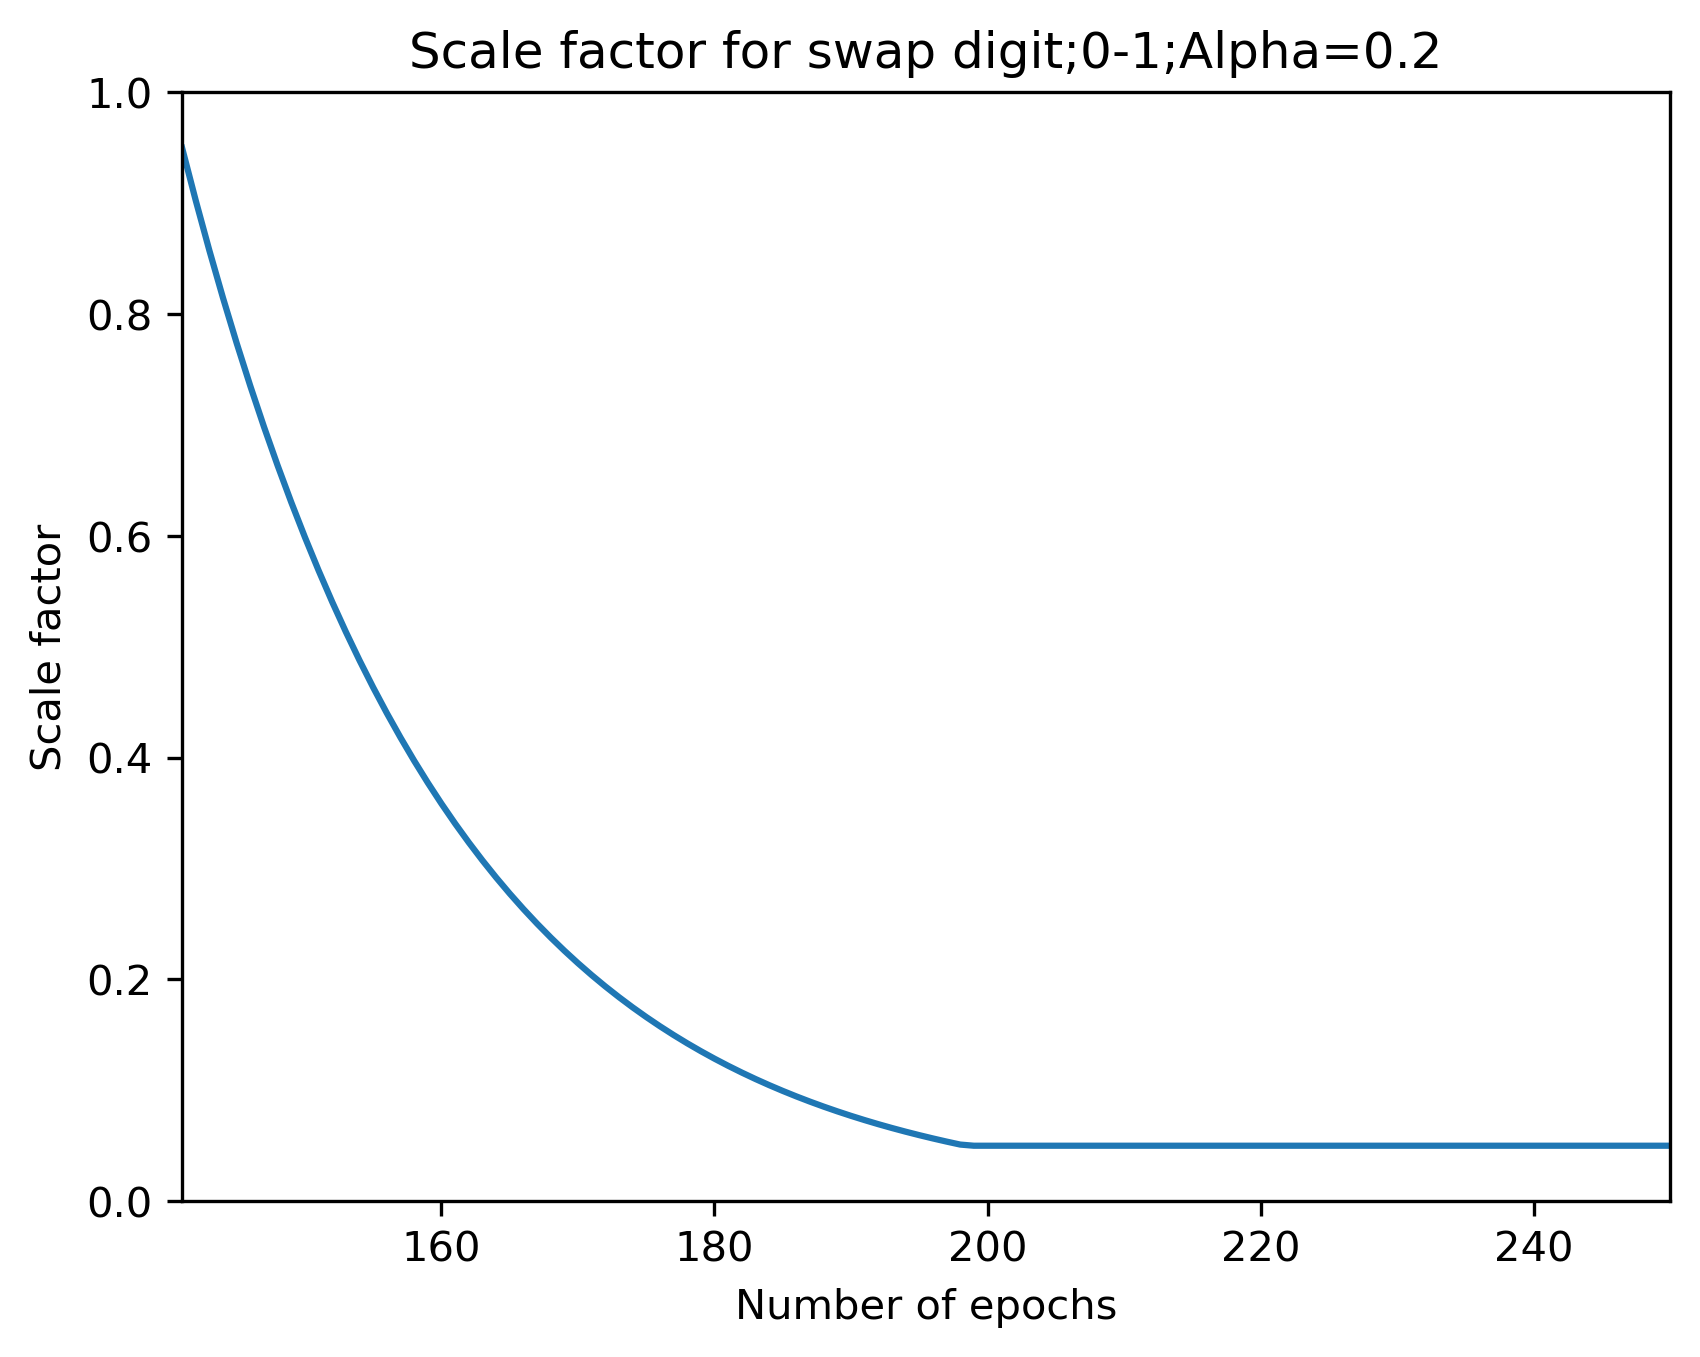 Scale factor for swap digit;0-1;Alpha=0.2
1.0
0.8
0.6
0.4
0.2
0.0
Scale factor
160 180 200 220 240
Number of epochs